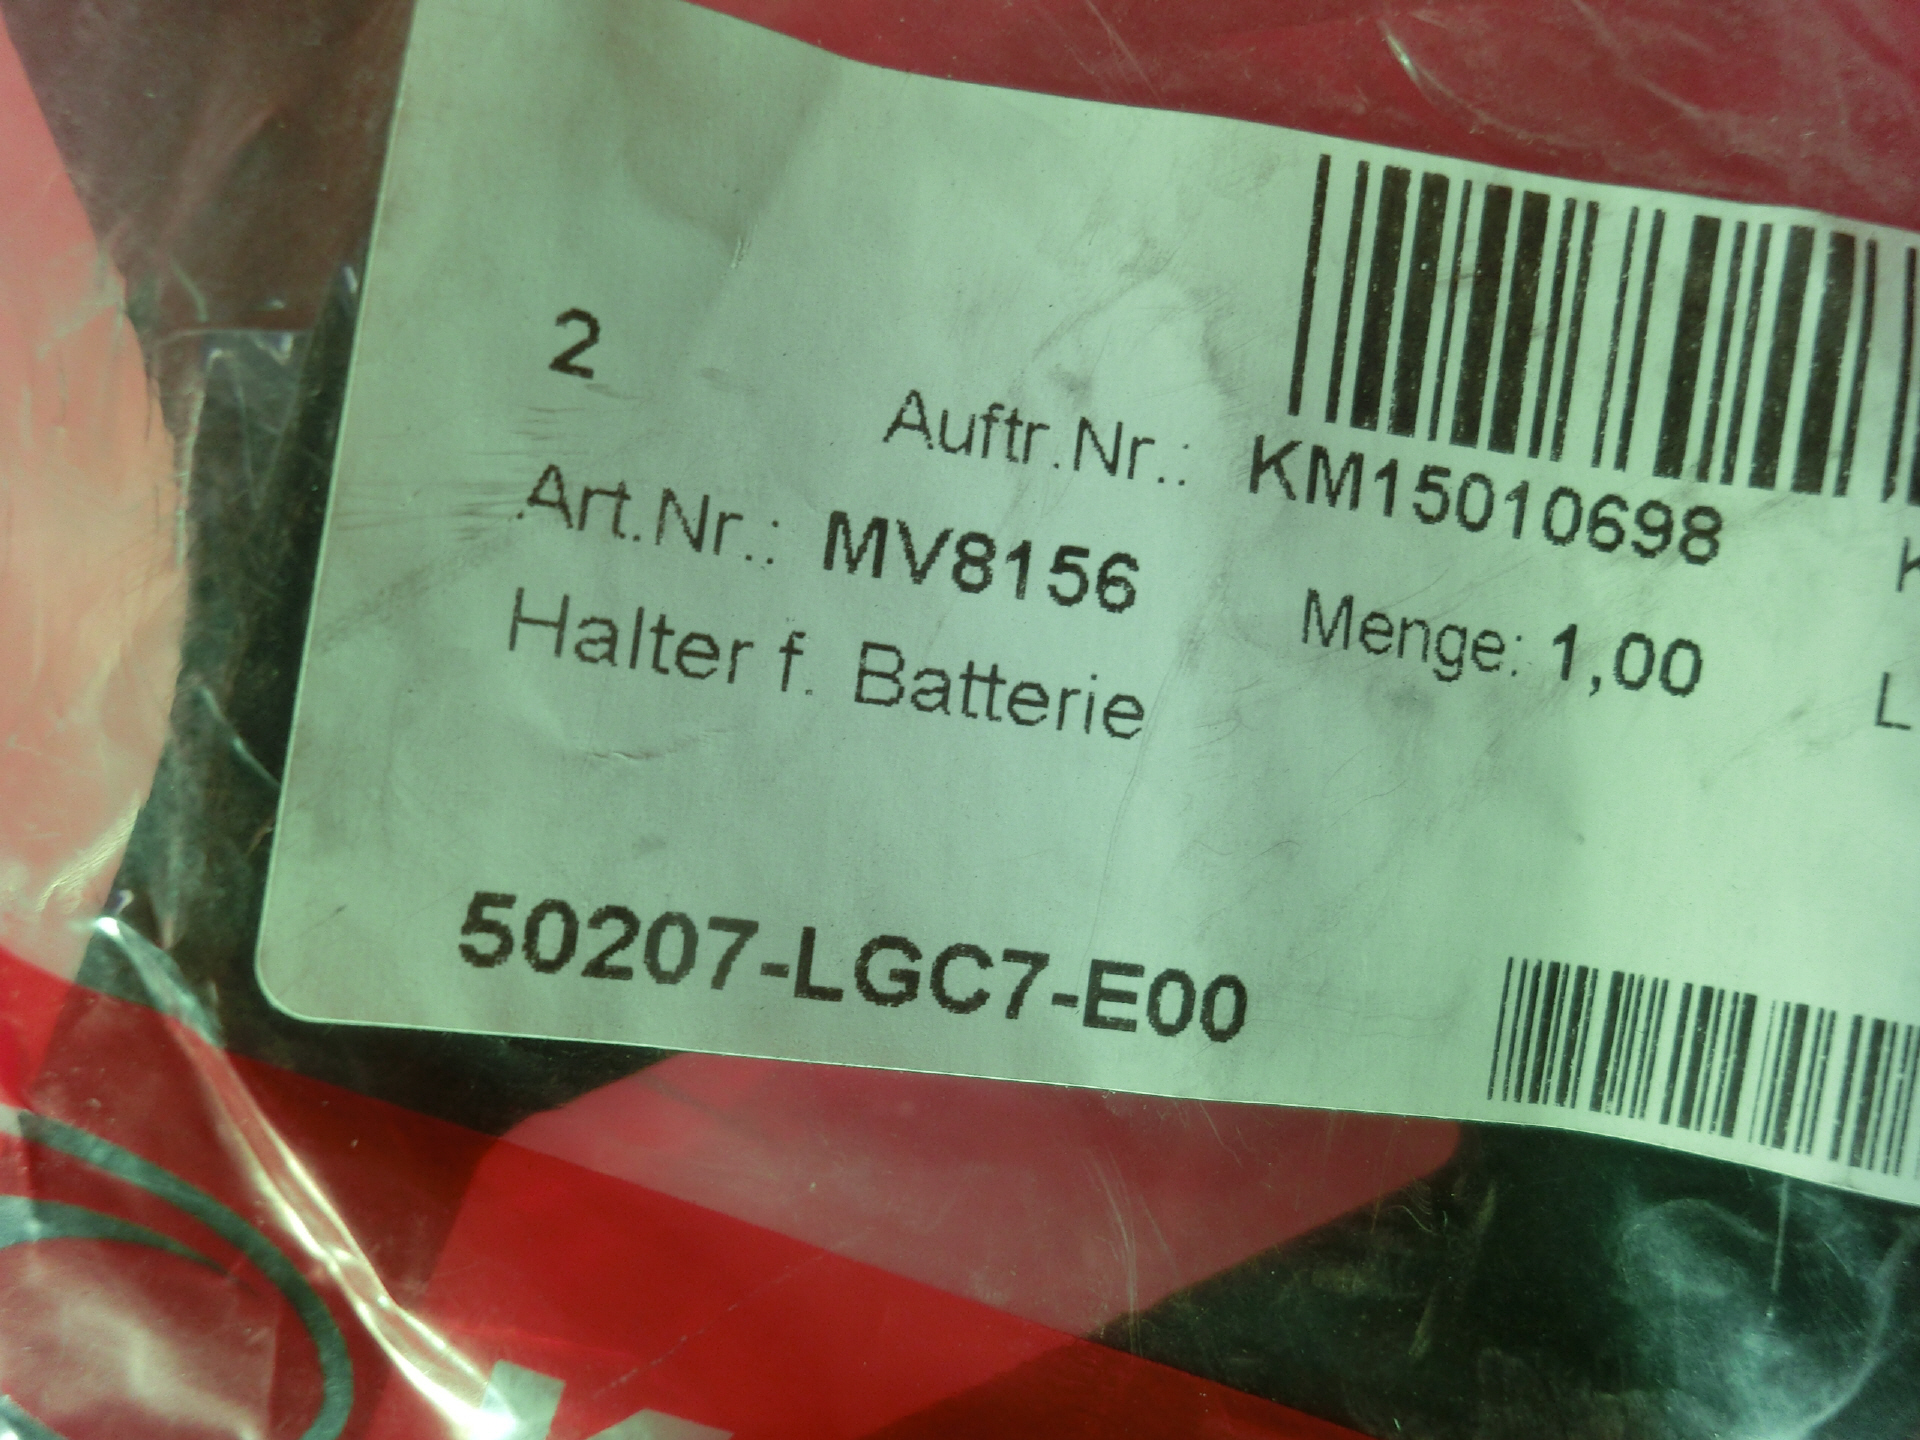 2
Auftr.Nr.: KM15010698
Art.Nr.: MV8156
Menge: 1,00
Halter f. Batterie
50207-LGC7-E00